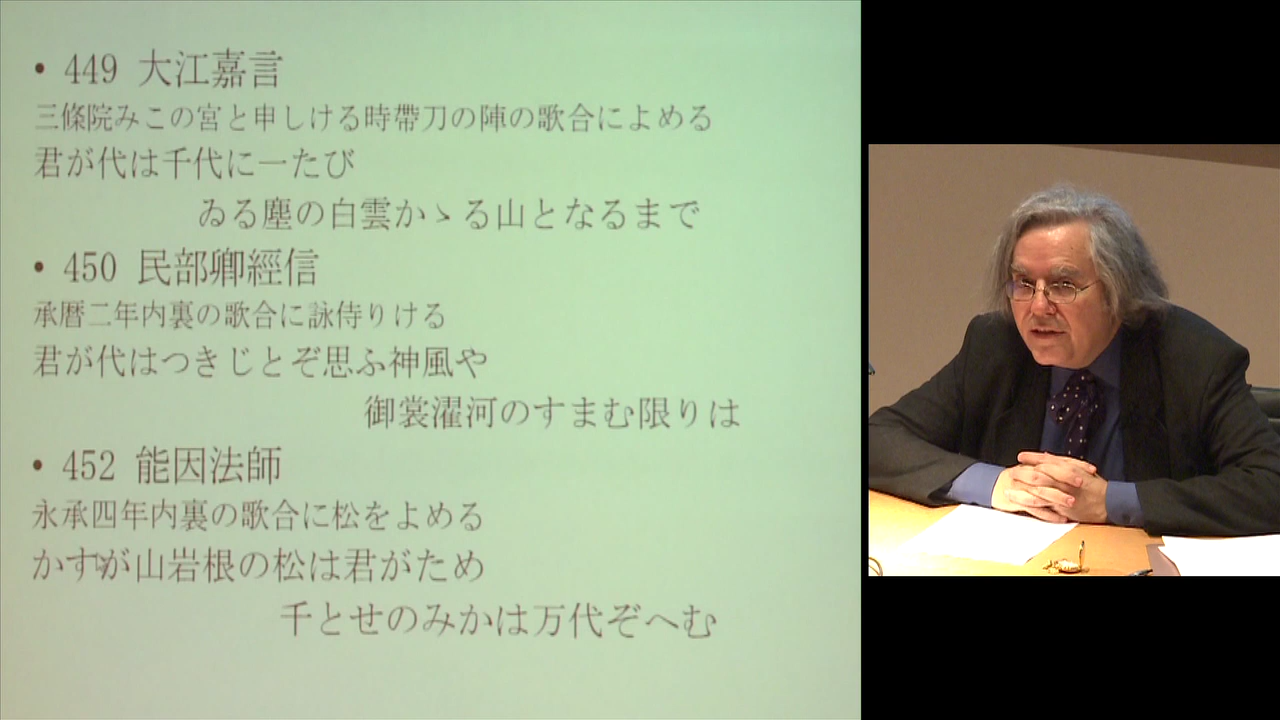 • 449 大江嘉言
三條院みこの宮と申しける時帶刀の陣の歌合によめる
君が代は千代に一たび
ゐる塵の白雲かゝる山となるまで
• 450 民部卿經信
承暦二年内裏の歌合に詠侍りける
君が代はつきじとぞ思ふ神風や
御裳濯河のすまむ限りは
• 452 能因法師
永承四年内裏の歌合に松をよめる
かすが山岩根の松は君がため
千とせのみかは万代ぞへむ